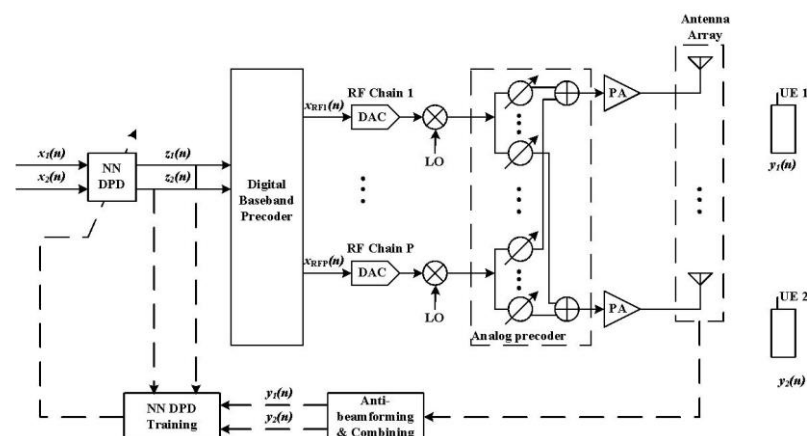 Antenna
Array
RF Chain 1
x_RF1(n)
DAC
LO
PA
UE 1
y1(n)
x1(n)
x2(n)
NN
DPD
z1(n)
z2(n)
Digital
Baseband
Precoder
RF Chain P
x_RFP(n)
DAC
LO
Analog precoder
PA
UE 2
y2(n)
NN DPD
Training
y1(n)
y2(n)
Anti-
beamforming
& Combining